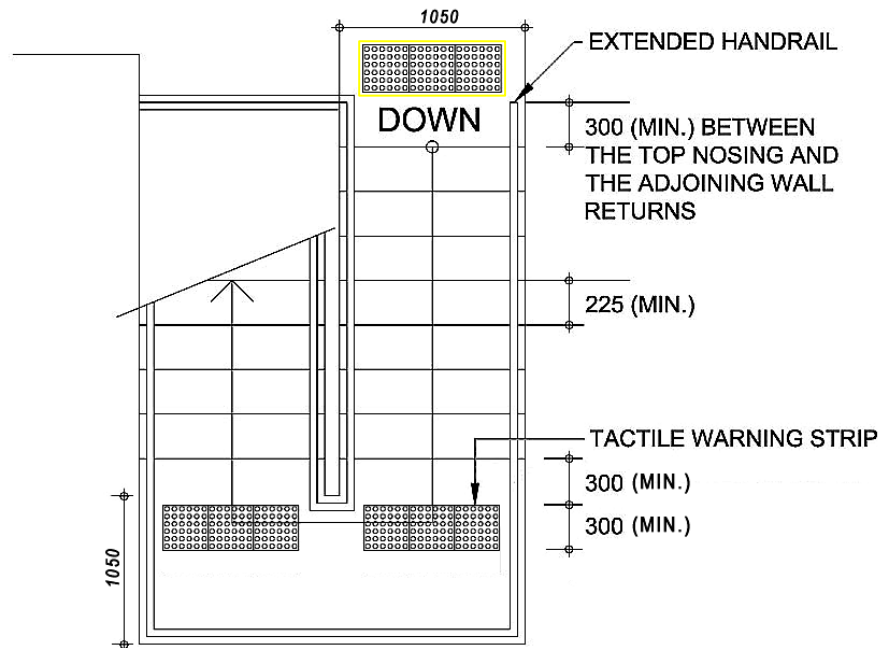 1050
EXTENDED HANDRAIL
DOWN
300 (MIN.) BETWEEN
THE TOP NOSING AND
THE ADJOINING WALL
RETURNS
225 (MIN.)
TACTILE WARNING STRIP
300 (MIN.)
300 (MIN.)
1050